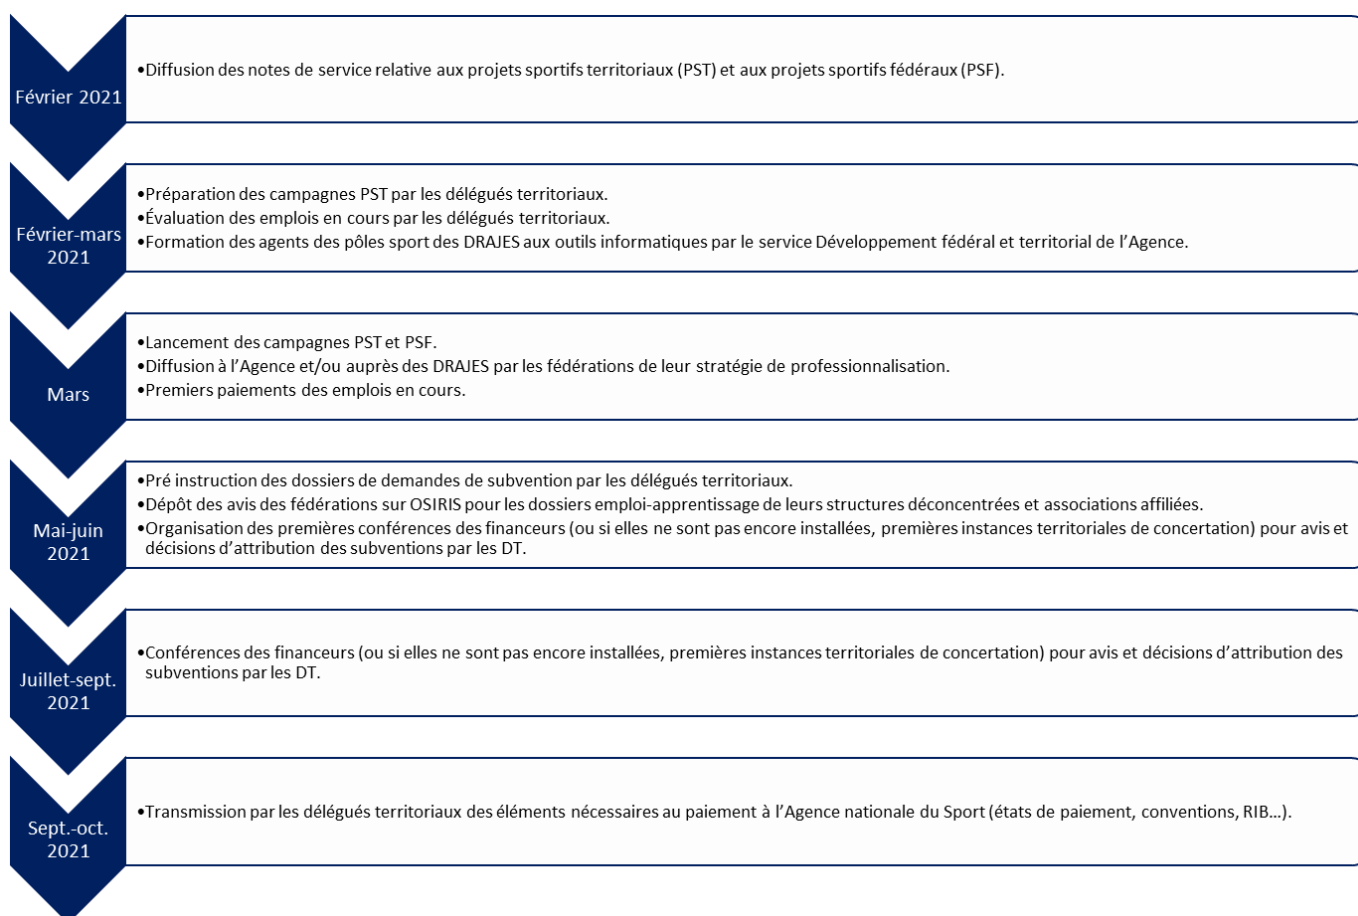 Février 2021
•Diffusion des notes de service relative aux projets sportifs territoriaux (PST) et aux projets sportifs fédéraux (PSF).
Février-mars
2021
•Préparation des campagnes PST par les délégués territoriaux.
•Évaluation des emplois en cours par les délégués territoriaux.
•Formation des agents des pôles sport des DRAJES aux outils informatiques par le service Développement fédéral et territorial de l’Agence.
Mars
•Lancement des campagnes PST et PSF.
•Diffusion à l’Agence et/ou auprès des DRAJES par les fédérations de leur stratégie de professionnalisation.
•Premiers paiements des emplois en cours.
Mai-juin
2021
•Pré instruction des dossiers de demandes de subvention par les délégués territoriaux.
•Dépôt des avis des fédérations sur OSIRIS pour les dossiers emploi-apprentissage de leurs structures déconcentrées et associations affiliées.
•Organisation des premières conférences des financeurs (ou si elles ne sont pas encore installées, premières instances territoriales de concertation) pour avis et
décisions d’attribution des subventions par les DT.
Juillet-sept.
2021
•Conférences des financeurs (ou si elles ne sont pas encore installées, premières instances territoriales de concertation) pour avis et décisions d’attribution des
subventions par les DT.
Sept.-oct.
2021
•Transmission par les délégués territoriaux des éléments nécessaires au paiement à l’Agence nationale du Sport (états de paiement, conventions, RIB…).